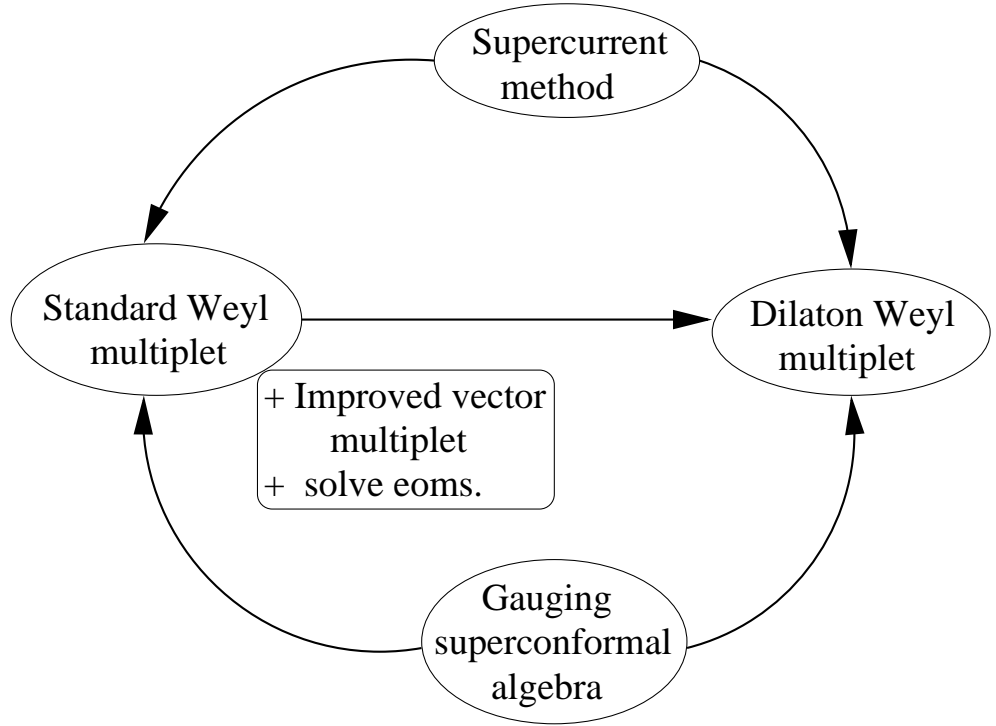 Supercurrent
method
Standard Weyl
multiplet
Dilaton Weyl
multiplet
+ Improved vector
multiplet
+ solve eoms.
Gauging
superconformal
algebra